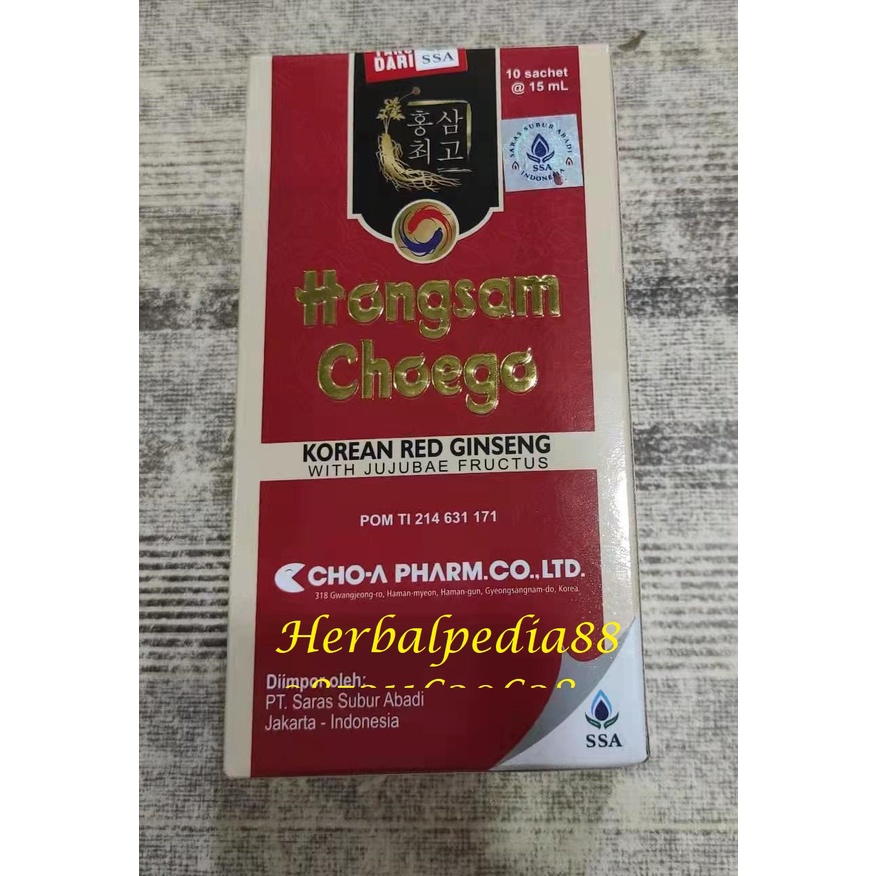 DARI SSA
10 sachet
@ 15 mL
홍삼
최고
SARAS SUBUR ABADI
SSA
INDONESIA
Hongsam
Choego
KOREAN RED GINSENG
WITH JUJUBAE FRUCTUS
POM TI 214 631 171
CHO-A PHARM.CO.,LTD.
318 Gwangjeong-ro, Haman-myeon, Haman-gun, Gyeongsangnam-do, Korea
Herbalpedia88
Diimpor oleh:
PT. Saras Subur Abadi
Jakarta - Indonesia
SSA